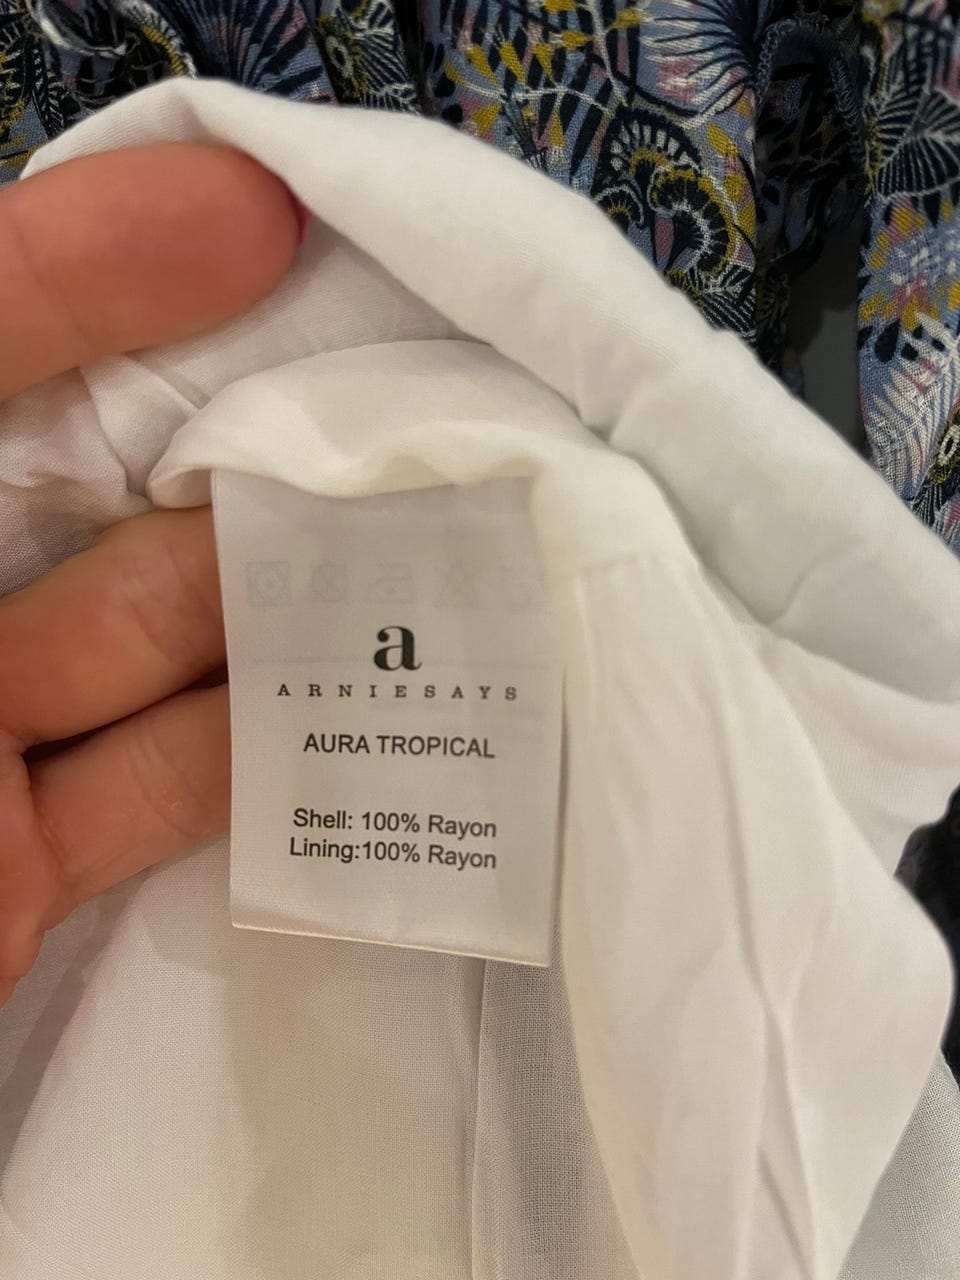 a
ARNIESAYS
AURA TROPICAL
Shell: 100% Rayon
Lining:100% Rayon